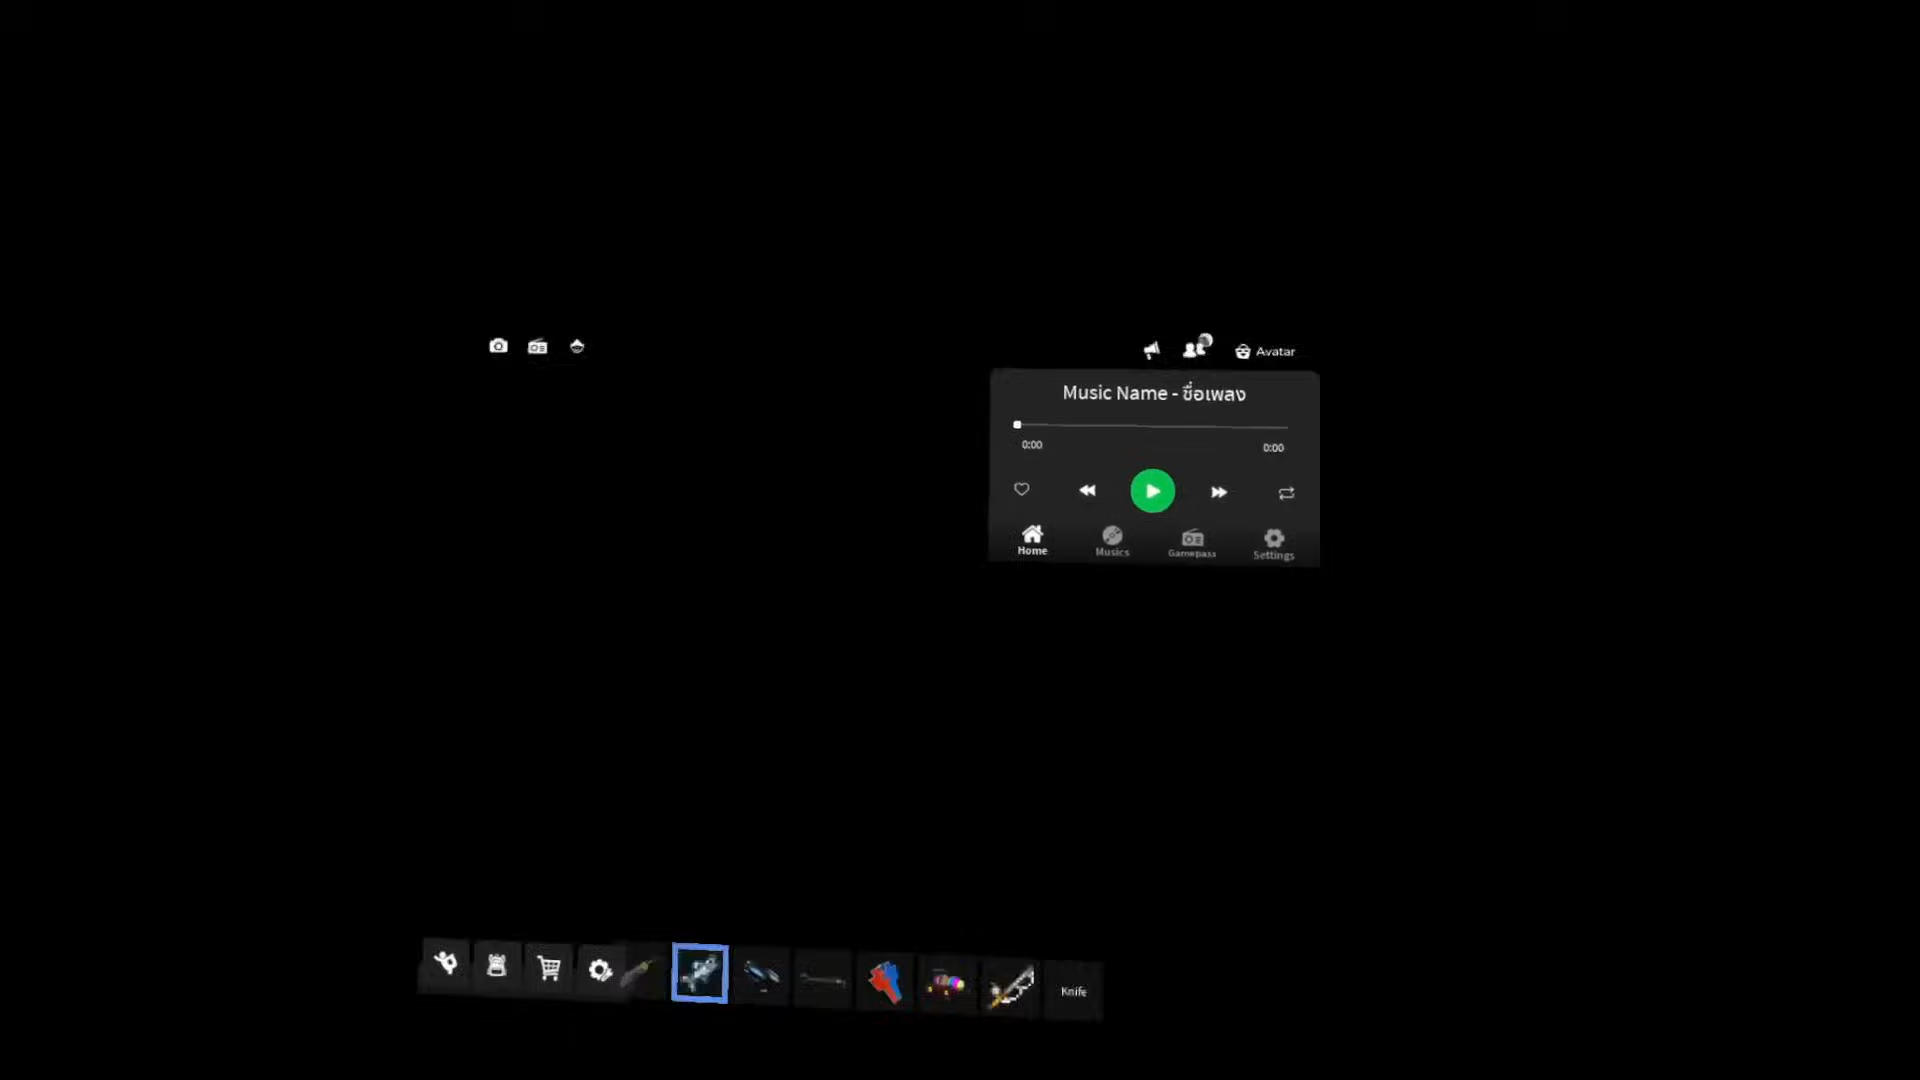 Avatar
Music Name - ชื่อเพลง
0:00 0:00
Home Musics Gamepass Settings
Knife